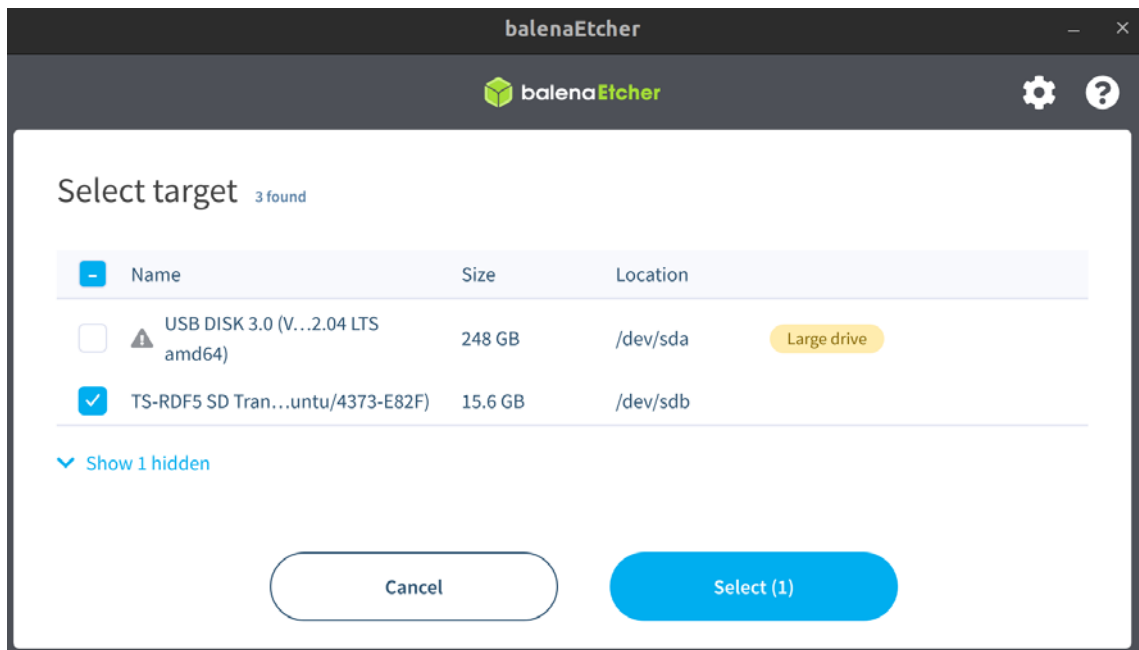 balenaEtcher
balenaEtcher
Select target 3 found
Name Size Location
USB DISK 3.0 (V...2.04 LTS
amd64) 248 GB /dev/sda Large drive
TS-RDF5 SD Tran...untu/4373-E82F) 15.6 GB /dev/sdb
Show 1 hidden
Cancel Select (1)